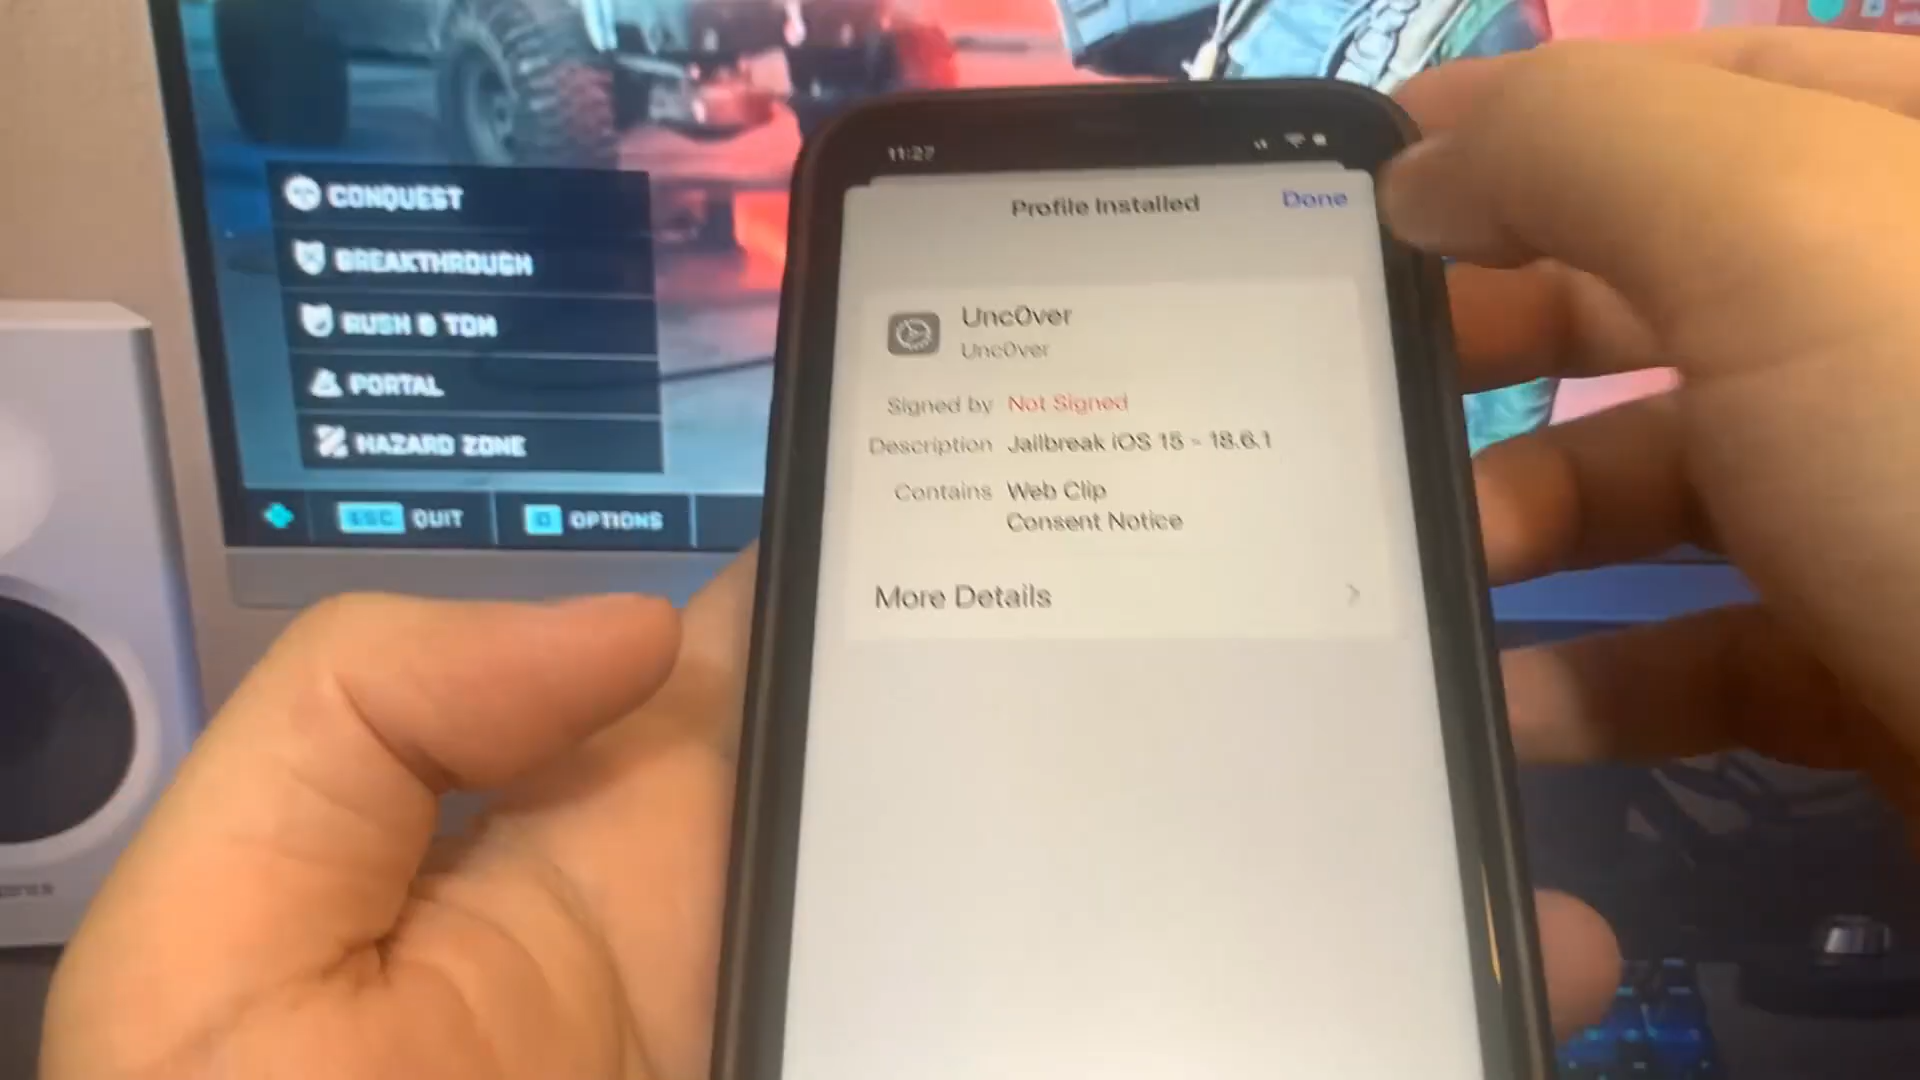 CONQUEST
BREAKTHROUGH
RUSH & TDM
PORTAL
HAZARD ZONE
ESC QUIT
O OPTIONS
11:27
Profile Installed
Done
Unc0ver
Unc0ver
Signed by Not Signed
Description Jailbreak iOS 15 - 18.6.1
Contains Web Clip
Consent Notice
More Details